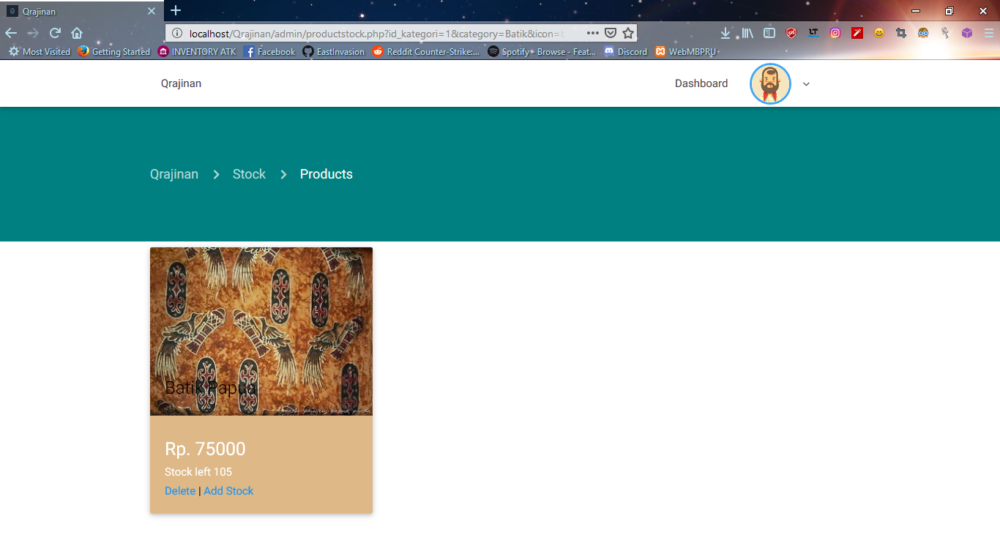 Qrajinan
localhost/Qrajinan/admin/productstock.php?id_kategori=1&category=Batik&icon=b
Most Visited Getting Started INVENTORY ATK Facebook EastInvasion Reddit Counter-Strike:... Spotify - Browse - Feat... Discord WebMBPRU
Qrajinan Dashboard
Qrajinan > Stock > Products
Batik Papua
Rp. 75000
Stock left 105
Delete | Add Stock